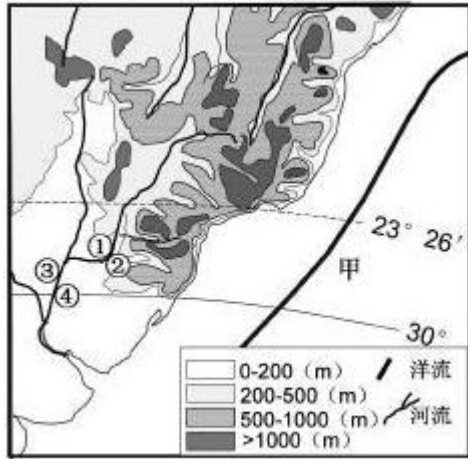 23° 26′
①
②
甲
③
④
30°
0-200（m） 洋流
200-500（m）
500-1000（m） 河流
>1000（m）